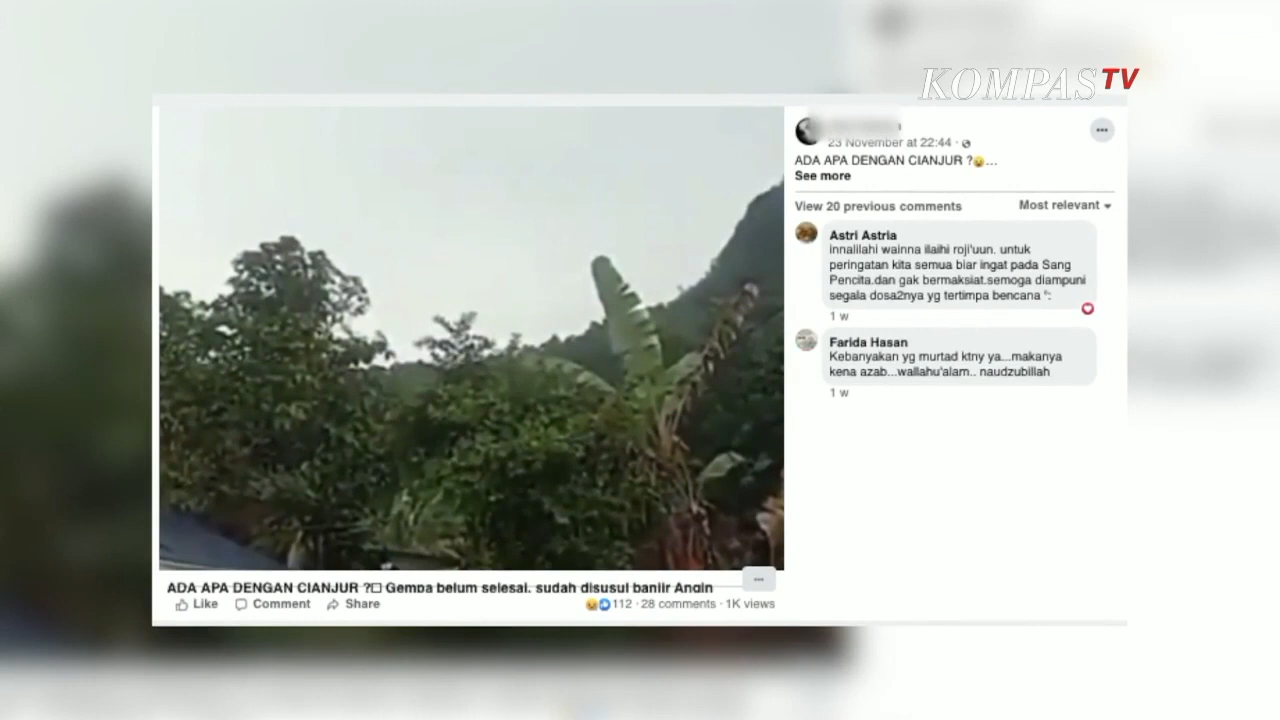 KOMPAS TV
23 November at 22:44 ·
ADA APA DENGAN CIANJUR ?😪...
See more
View 20 previous comments
Most relevant
Astri Astria
innalilahi wainna ilaihi roji'uun. untuk
peringatan kita semua biar ingat pada Sang
Pencita.dan gak bermaksiat.semoga diampuni
segala dosa2nya yg tertimpa bencana ":
1 w
Farida Hasan
Kebanyakan yg murtad ktny ya...makanya
kena azab...wallahu'alam.. naudzubillah
1 w
ADA APA DENGAN CIANJUR ?□ Gempa belum selesai, sudah disusul banjir Angin
Like Comment Share
112 · 28 comments · 1K views